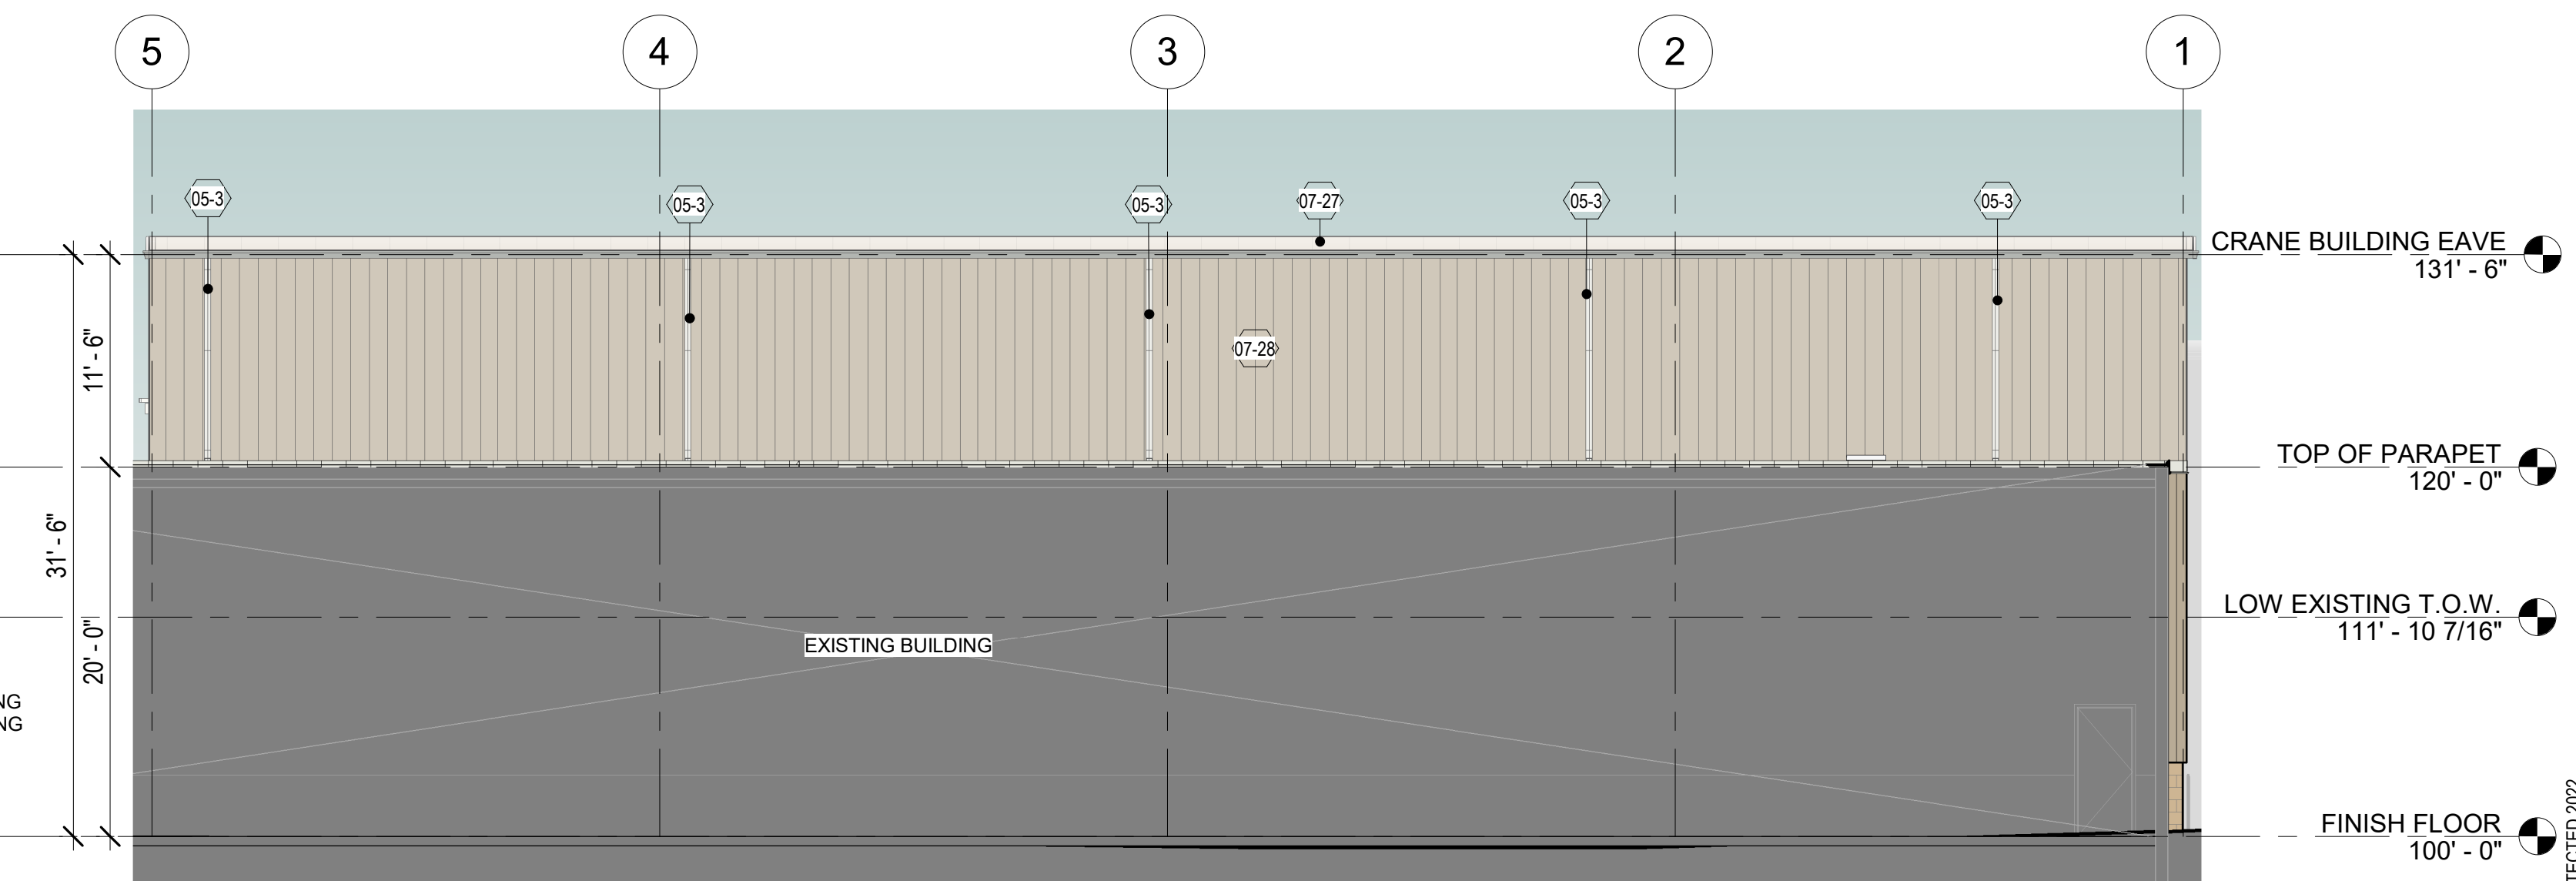 5
4
3
2
1
05-3
05-3
05-3
07-27
05-3
05-3
CRANE BUILDING EAVE
131' - 6"
11' - 6"
07-28
TOP OF PARAPET
120' - 0"
31' - 6"
LOW EXISTING T.O.W.
111' - 10 7/16"
20' - 0"
EXISTING BUILDING
NG
NG
FINISH FLOOR
100' - 0"
TECTED 2022